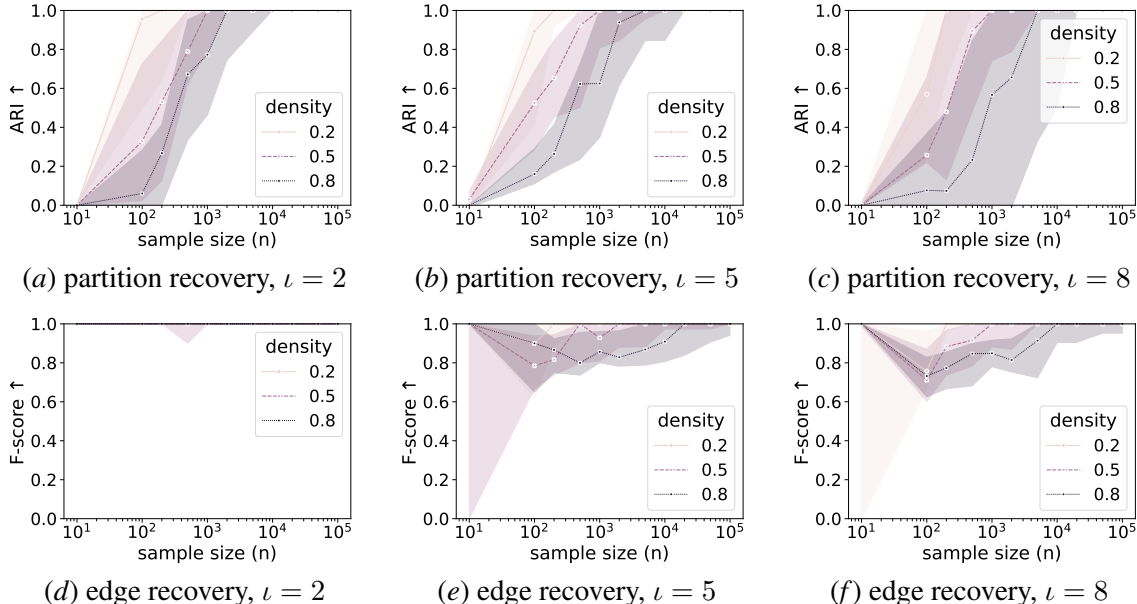 1.0
0.8
0.6
0.4
0.2
0.0
ARI ↑
density
0.2
0.5
0.8
10^1 10^2 10^3 10^4 10^5
sample size (n)
(a) partition recovery, ι = 2
1.0
0.8
0.6
0.4
0.2
0.0
ARI ↑
density
0.2
0.5
0.8
10^1 10^2 10^3 10^4 10^5
sample size (n)
(b) partition recovery, ι = 5
1.0
0.8
0.6
0.4
0.2
0.0
ARI ↑
density
0.2
0.5
0.8
10^1 10^2 10^3 10^4 10^5
sample size (n)
(c) partition recovery, ι = 8
1.0
0.8
0.6
0.4
0.2
0.0
F-score ↑
density
0.2
0.5
0.8
10^1 10^2 10^3 10^4 10^5
sample size (n)
(d) edge recovery, ι = 2
1.0
0.8
0.6
0.4
0.2
0.0
F-score ↑
density
0.2
0.5
0.8
10^1 10^2 10^3 10^4 10^5
sample size (n)
(e) edge recovery, ι = 5
1.0
0.8
0.6
0.4
0.2
0.0
F-score ↑
density
0.2
0.5
0.8
10^1 10^2 10^3 10^4 10^5
sample size (n)
(f) edge recovery, ι = 8